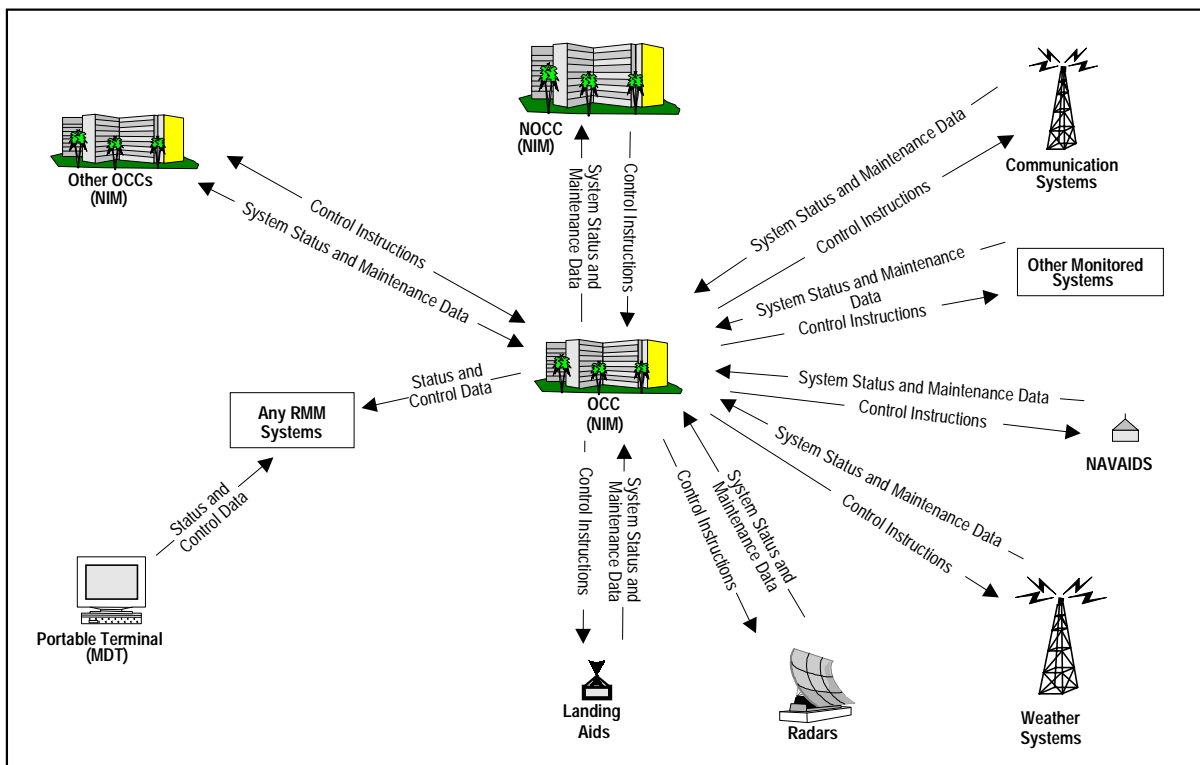 NOCC
(NIM)
Other OCCs
(NIM)
Communication
Systems
System Status and
Maintenance Data
Control Instructions
Control Instructions
System Status and Maintenance Data
System Status and Maintenance Data
Control Instructions
Other Monitored
Systems
System Status and Maintenance
Data
Control Instructions
OCC
(NIM)
Status and
Control Data
Any RMM
Systems
System Status and Maintenance Data
Control Instructions
NAVAIDS
Status and
Control Data
Portable Terminal
(MDT)
Control Instructions
System Status and
Maintenance Data
Landing
Aids
Control Instructions
System Status and
Maintenance Data
Radars
System Status and Maintenance Data
Control Instructions
Weather
Systems